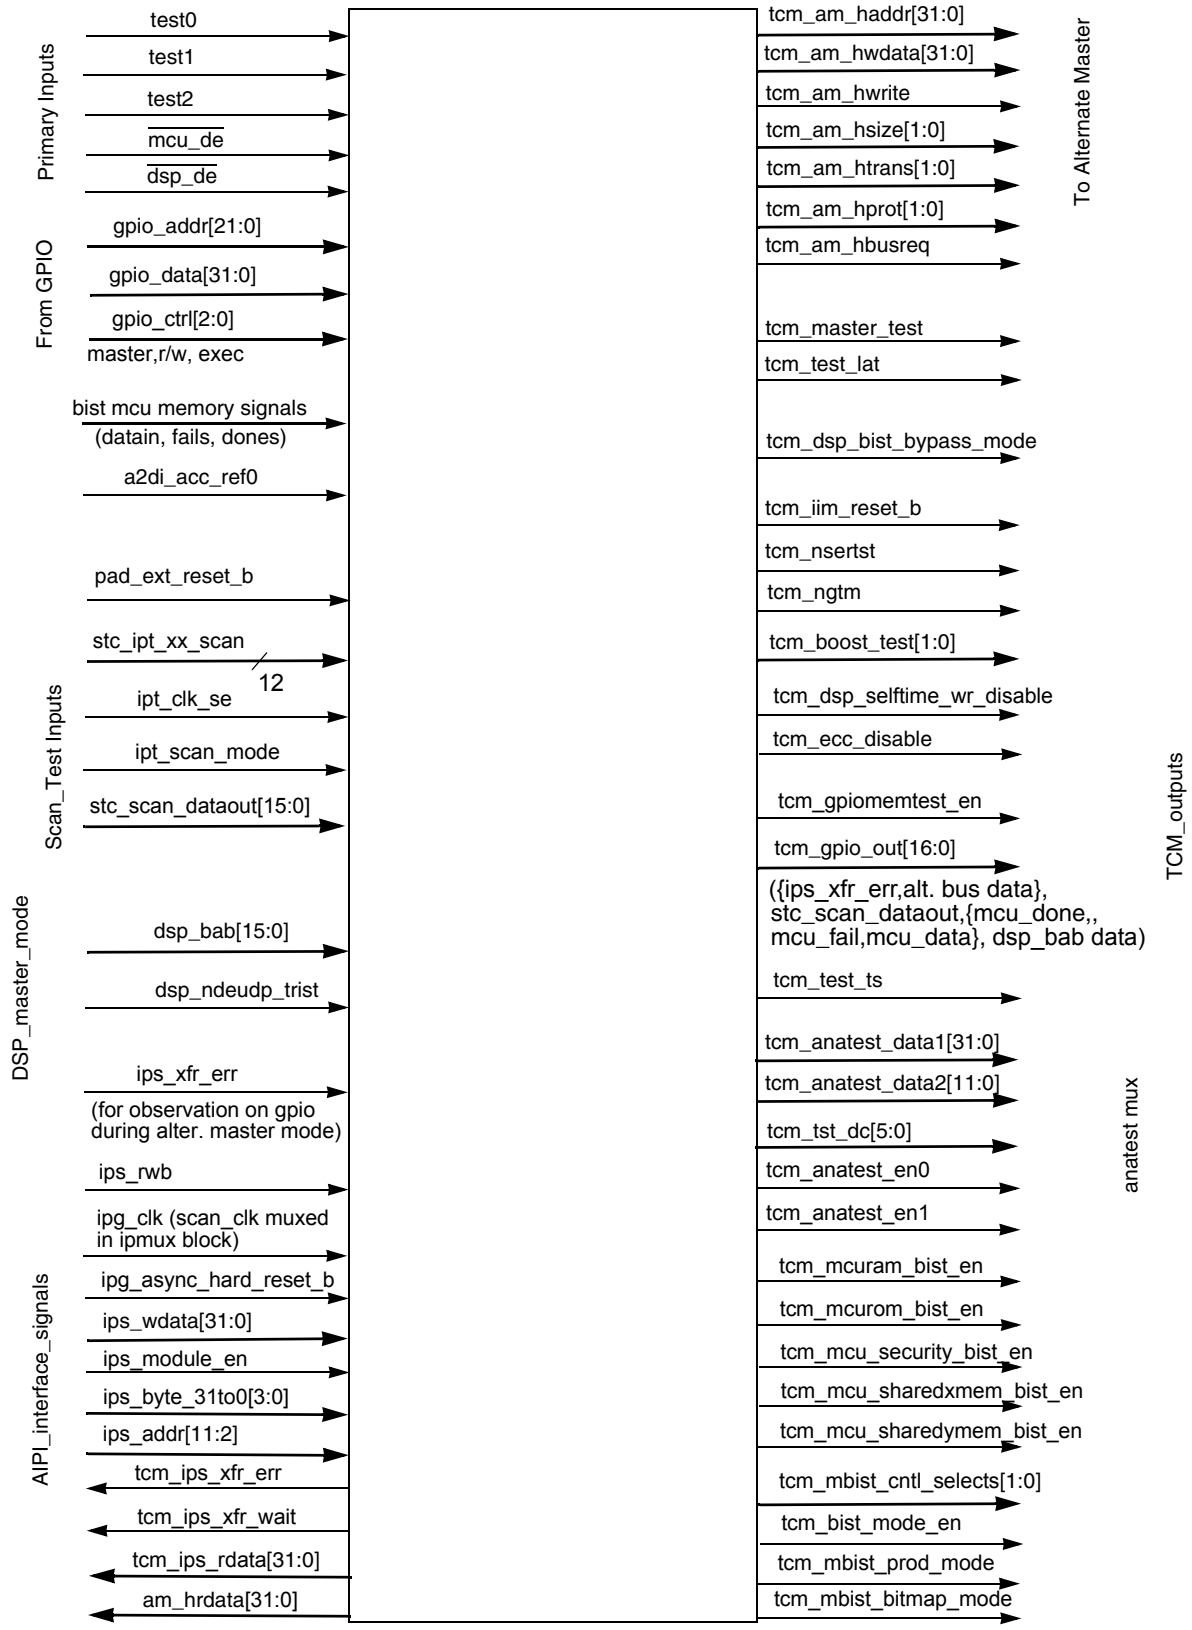 test0
test1
test2
mcu_de
dsp_de
Primary Inputs
gpio_addr[21:0]
gpio_data[31:0]
gpio_ctrl[2:0]
master,r/w, exec
From GPIO
bist mcu memory signals
(datain, fails, dones)
a2di_acc_ref0
pad_ext_reset_b
stc_ipt_xx_scan
12
ipt_clk_se
ipt_scan_mode
stc_scan_dataout[15:0]
Scan_Test Inputs
dsp_bab[15:0]
dsp_ndeudp_trist
DSP_master_mode
ips_xfr_err
(for observation on gpio
during alter. master mode)
ips_rwb
ipg_clk (scan_clk muxed
in ipmux block)
ipg_async_hard_reset_b
ips_wdata[31:0]
ips_module_en
ips_byte_31to0[3:0]
ips_addr[11:2]
tcm_ips_xfr_err
tcm_ips_xfr_wait
tcm_ips_rdata[31:0]
am_hrdata[31:0]
AIPI_interface_signals
tcm_am_haddr[31:0]
tcm_am_hwdata[31:0]
tcm_am_hwrite
tcm_am_hsize[1:0]
tcm_am_htrans[1:0]
tcm_am_hprot[1:0]
tcm_am_hbusreq
To Alternate Master
tcm_master_test
tcm_test_lat
tcm_dsp_bist_bypass_mode
tcm_iim_reset_b
tcm_nsertst
tcm_ngtm
tcm_boost_test[1:0]
tcm_dsp_selftime_wr_disable
tcm_ecc_disable
tcm_gpiomemtest_en
tcm_gpio_out[16:0]
({ips_xfr_err,alt. bus data},
stc_scan_dataout,{mcu_done,,
mcu_fail,mcu_data}, dsp_bab data)
tcm_test_ts
TCM_outputs
tcm_anatest_data1[31:0]
tcm_anatest_data2[11:0]
tcm_tst_dc[5:0]
tcm_anatest_en0
tcm_anatest_en1
anatest mux
tcm_mcuram_bist_en
tcm_mcurom_bist_en
tcm_mcu_security_bist_en
tcm_mcu_sharedxmem_bist_en
tcm_mcu_sharedymem_bist_en
tcm_mbist_cntl_selects[1:0]
tcm_bist_mode_en
tcm_mbist_prod_mode
tcm_mbist_bitmap_mode